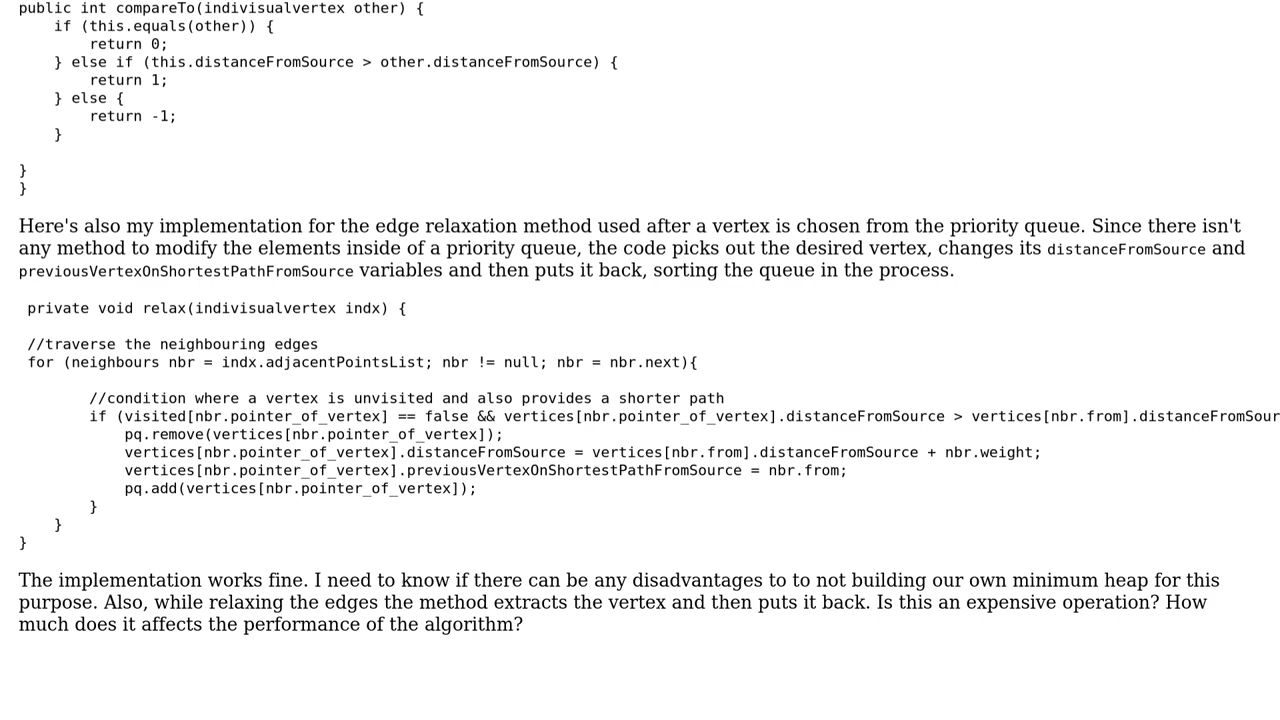 public int compareTo(indivisualvertex other) {
    if (this.equals(other)) {
        return 0;
    } else if (this.distanceFromSource > other.distanceFromSource) {
        return 1;
    } else {
        return -1;
    }

}
}
Here's also my implementation for the edge relaxation method used after a vertex is chosen from the priority queue. Since there isn't
any method to modify the elements inside of a priority queue, the code picks out the desired vertex, changes its distanceFromSource and
previousVertexOnShortestPathFromSource variables and then puts it back, sorting the queue in the process.
 private void relax(indivisualvertex indx) {

 //traverse the neighbouring edges
 for (neighbours nbr = indx.adjacentPointsList; nbr != null; nbr = nbr.next){

        //condition where a vertex is unvisited and also provides a shorter path
        if (visited[nbr.pointer_of_vertex] == false && vertices[nbr.pointer_of_vertex].distanceFromSource > vertices[nbr.from].distanceFromSour
            pq.remove(vertices[nbr.pointer_of_vertex]);
            vertices[nbr.pointer_of_vertex].distanceFromSource = vertices[nbr.from].distanceFromSource + nbr.weight;
            vertices[nbr.pointer_of_vertex].previousVertexOnShortestPathFromSource = nbr.from;
            pq.add(vertices[nbr.pointer_of_vertex]);
        }
    }
}
The implementation works fine. I need to know if there can be any disadvantages to to not building our own minimum heap for this
purpose. Also, while relaxing the edges the method extracts the vertex and then puts it back. Is this an expensive operation? How
much does it affects the performance of the algorithm?